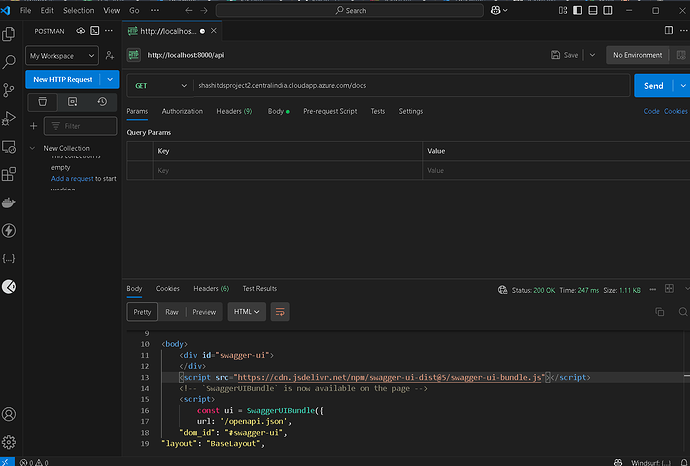 File Edit Selection View Go ··· Search
POSTMAN
http://localhos...
My Workspace
http://localhost:8000/api
Save
No Environment
New HTTP Request
GET
shashitdsproject2.centralindia.cloudapp.azure.com/docs
Send
Params Authorization Headers (9) Body Pre-request Script Tests Settings Code Cookies
Filter
Query Params
New Collection
This collection is
empty
Add a request to start
working.
Key Value
Key Value
Body Cookies Headers (6) Test Results
Status: 200 OK Time: 247 ms Size: 1.11 KB
Pretty Raw Preview HTML
9
10 <body>
11 <div id="swagger-ui">
12 </div>
13 <script src="https://cdn.jsdelivr.net/npm/swagger-ui-dist@5/swagger-ui-bundle.js"></script>
14 <!-- `SwaggerUIBundle` is now available on the page -->
15 <script>
16 const ui = SwaggerUIBundle({
17 url: '/openapi.json',
18 "dom_id": "#swagger-ui",
19 "layout": "BaseLayout",
0 0 Windsurf: {...}